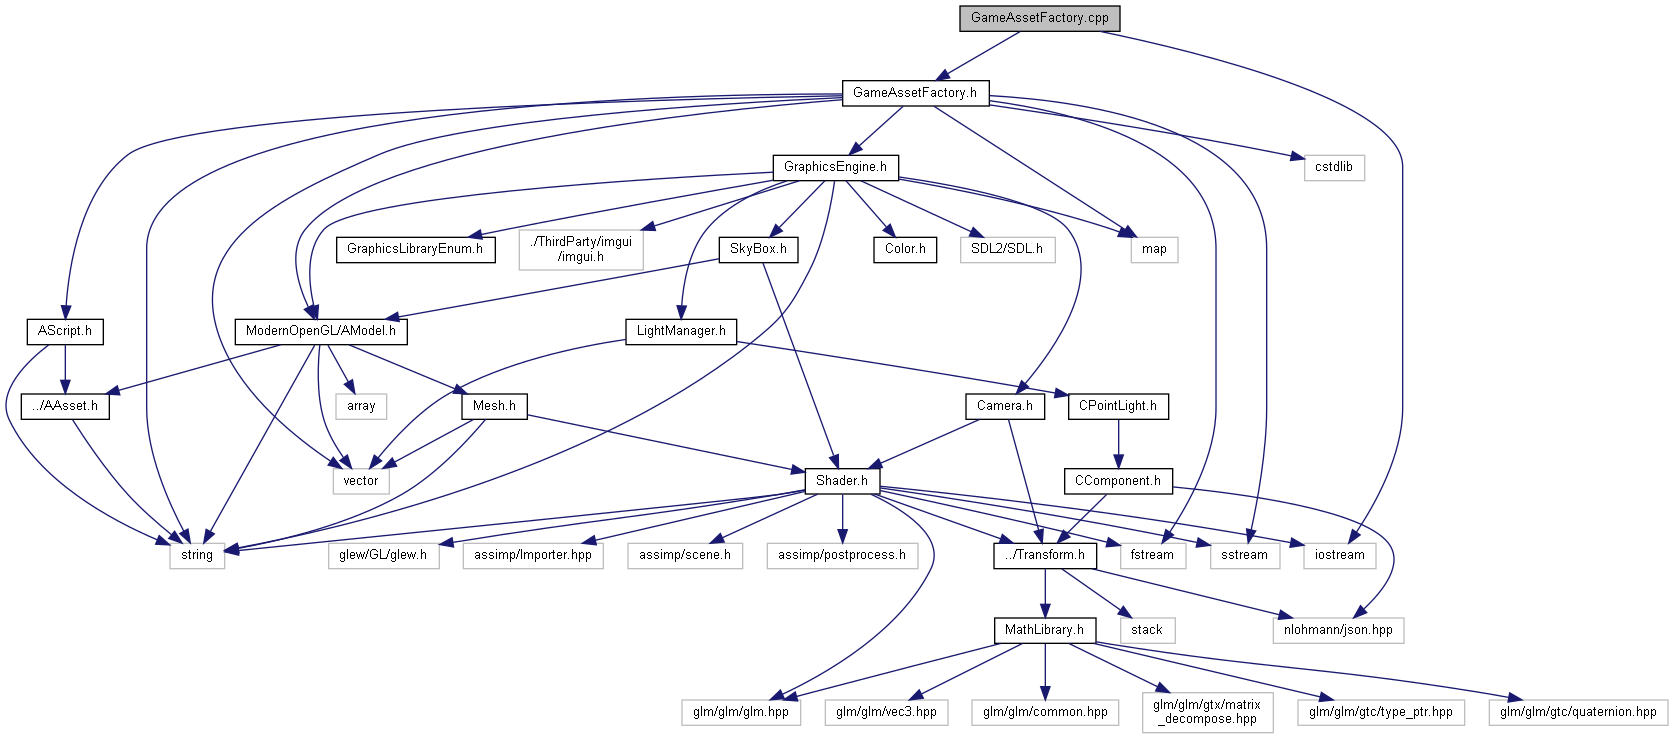 GameAssetFactory.cpp
GameAssetFactory.h
GraphicsEngine.h
cstdlib
GraphicsLibraryEnum.h
./ThirdParty/imgui
/imgui.h
SkyBox.h
Color.h
SDL2/SDL.h
map
AScript.h
ModernOpenGL/AModel.h
LightManager.h
../AAsset.h
array
Mesh.h
Camera.h
CPointLight.h
vector
Shader.h
CComponent.h
string
glew/GL/glew.h
assimp/Importer.hpp
assimp/scene.h
assimp/postprocess.h
../Transform.h
fstream
sstream
iostream
MathLibrary.h
stack
nlohmann/json.hpp
glm/glm/glm.hpp
glm/glm/vec3.hpp
glm/glm/common.hpp
glm/glm/gtx/matrix
_decompose.hpp
glm/glm/gtc/type_ptr.hpp
glm/glm/gtc/quaternion.hpp